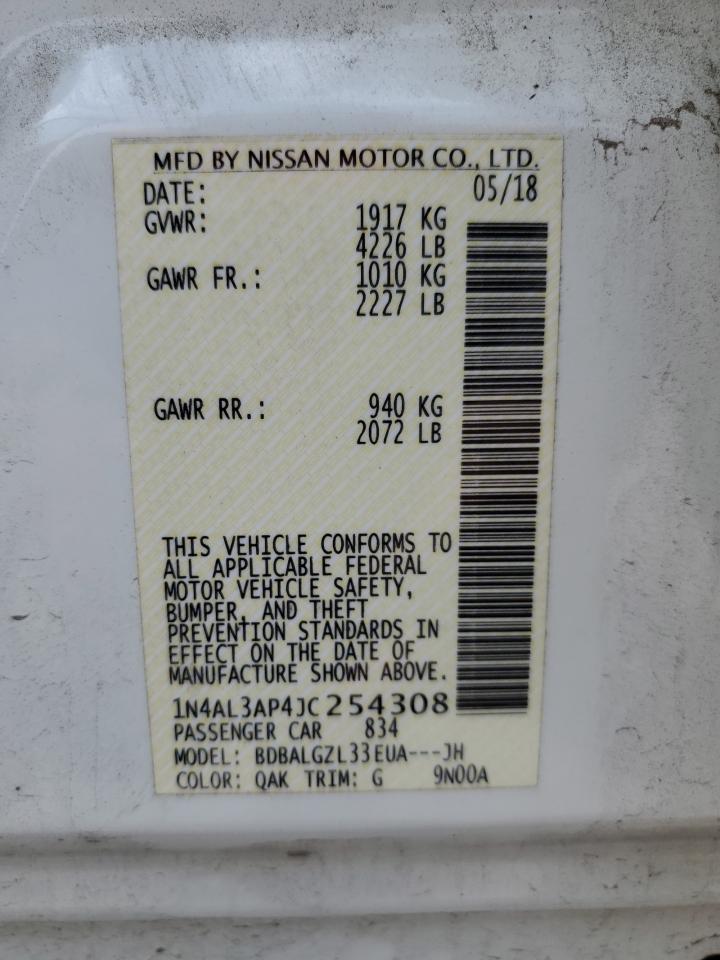 MFD BY NISSAN MOTOR CO., LTD.
DATE: 05/18
GVWR: 1917 KG
4226 LB
GAWR FR.: 1010 KG
2227 LB
GAWR RR.: 940 KG
2072 LB
THIS VEHICLE CONFORMS TO
ALL APPLICABLE FEDERAL
MOTOR VEHICLE SAFETY,
BUMPER, AND THEFT
PREVENTION STANDARDS IN
EFFECT ON THE DATE OF
MANUFACTURE SHOWN ABOVE.
1N4AL3AP4JC254308
PASSENGER CAR 834
MODEL: BDBALGZL33EUA---JH
COLOR: QAK TRIM: G 9N00A